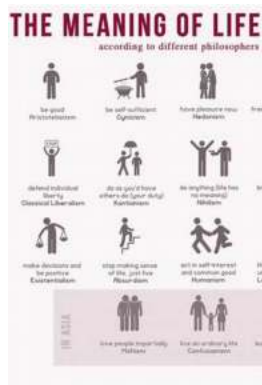 THE MEANING OF LIFE
according to different philosophers
be good
Aristotelianism
be self-sufficient
Cynicism
have pleasure now
Hedonism
defend individual
liberty
Classical Liberalism
do as you'd have
others do (your duty)
Kantianism
do anything (life has
no meaning)
Nihilism
make decisions and
be positive
Existentialism
stop making sense
of life, just live
Absurdism
act in self-interest
and common good
Humanism
IN ASIA
love people impartially
Mohism
live an ordinary life
Confucianism